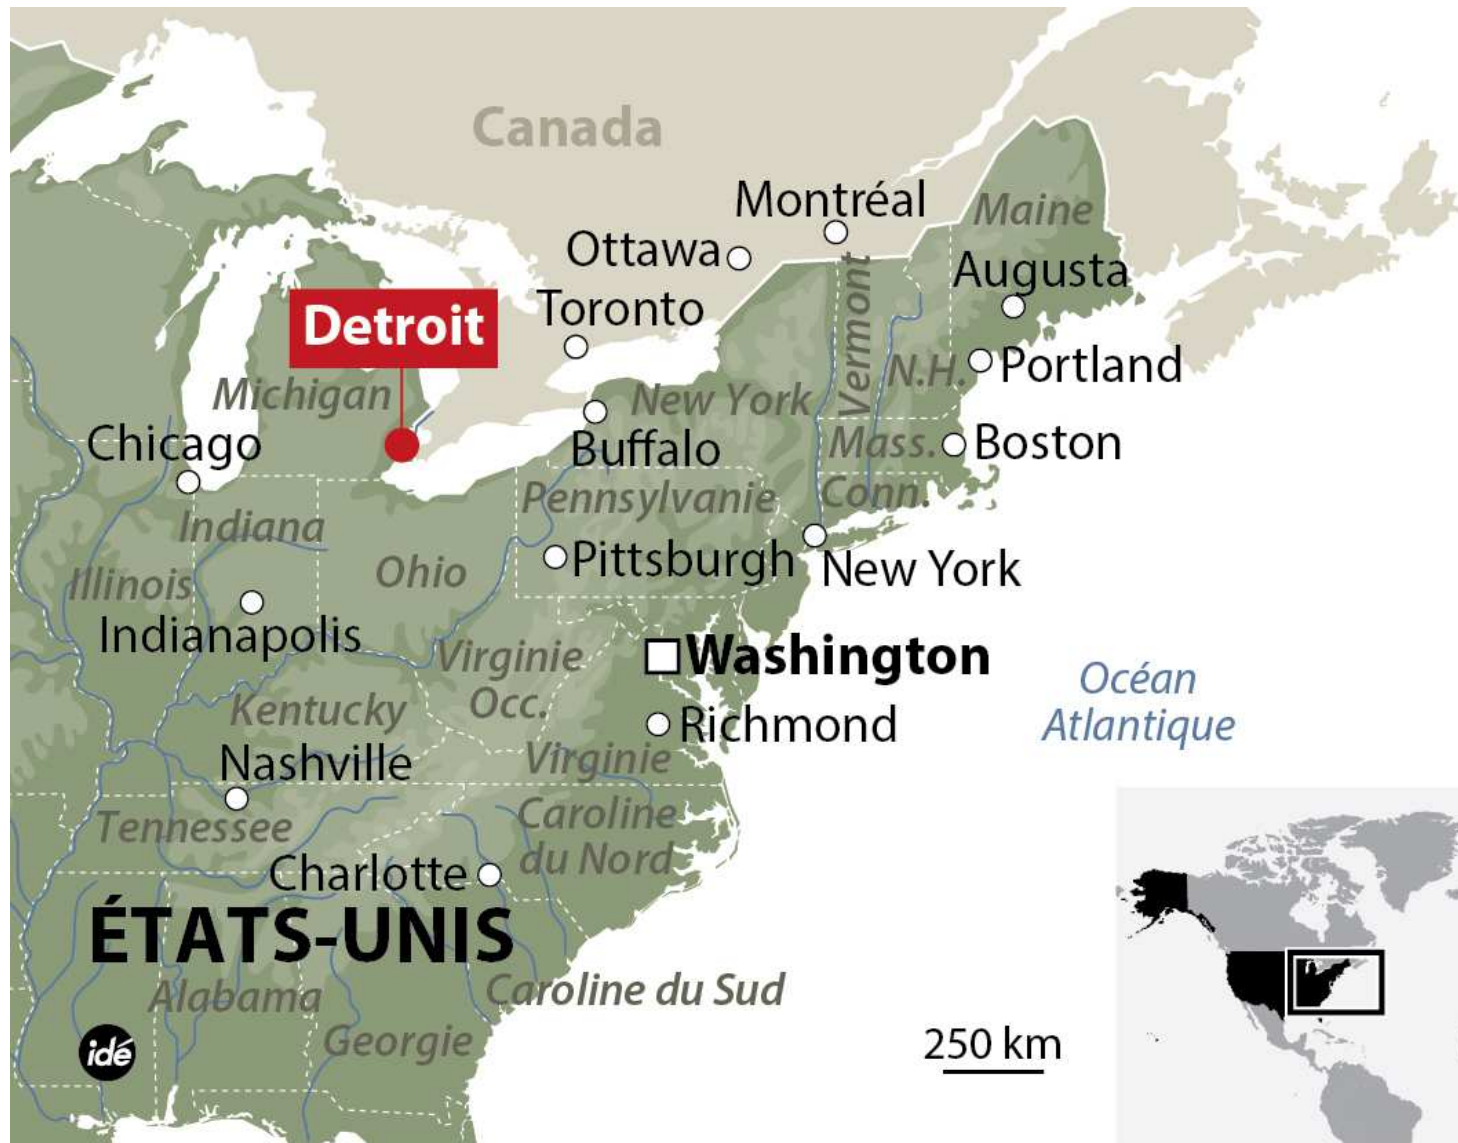 Canada
Montréal
Maine
Ottawa
Augusta
Toronto
Detroit
Vermont
N.H.
Portland
Michigan
New York
Chicago
Buffalo
Mass.
Boston
Pennsylvanie
Conn.
Indiana
Pittsburgh
New York
Ohio
Illinois
Indianapolis
Virginie
Occ.
Washington
Océan
Atlantique
Kentucky
Richmond
Nashville
Virginie
Tennessee
Caroline
du Nord
Charlotte
ÉTATS-UNIS
Alabama
Caroline du Sud
Georgie
250 km
idé